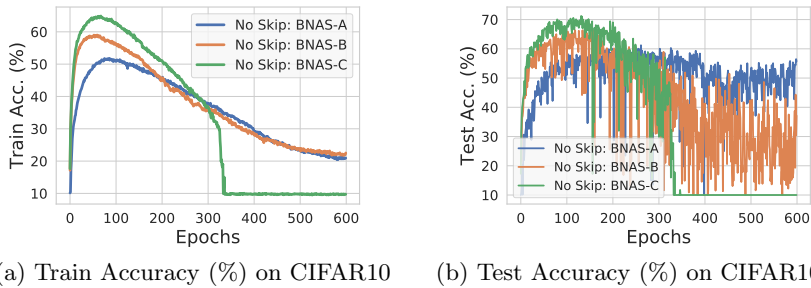 60
50
40
30
20
10
Train Acc. (%)
No Skip: BNAS-A
No Skip: BNAS-B
No Skip: BNAS-C
0 100 200 300 400 500 600
Epochs
(a) Train Accuracy (%) on CIFAR10
70
60
50
40
30
20
10
Test Acc. (%)
No Skip: BNAS-A
No Skip: BNAS-B
No Skip: BNAS-C
0 100 200 300 400 500 600
Epochs
(b) Test Accuracy (%) on CIFAR10